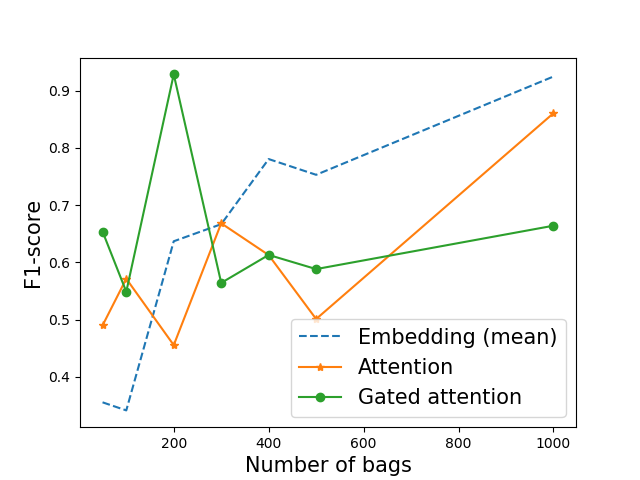 0.9
0.8
0.7
0.6
0.5
0.4
F1-score
200
400
600
800
1000
Number of bags
Embedding (mean)
Attention
Gated attention